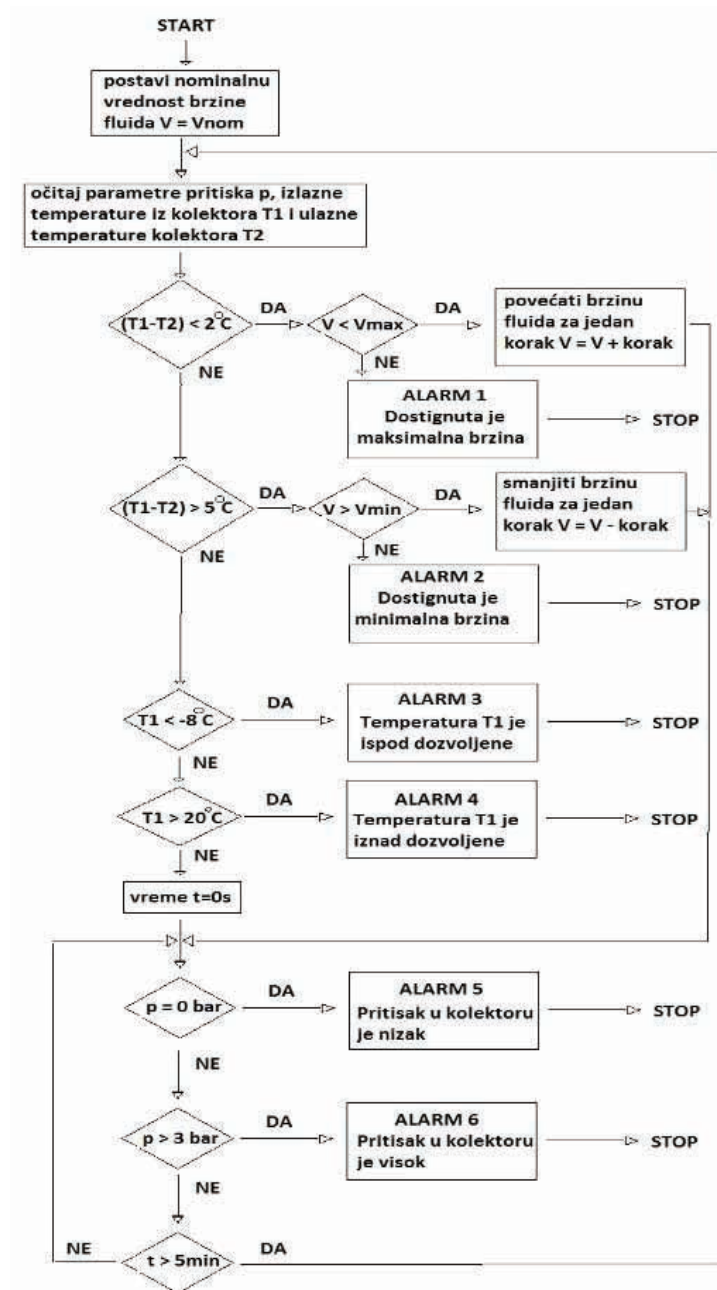 START
postavi nominalnu
vrednost brzine
fluida V = Vnom
očitaj parametre pritiska p, izlazne
temperature iz kolektora T1 i ulazne
temperature kolektora T2
(T1-T2) < 2°C
DA
V < Vmax
DA
povećati brzinu
fluida za jedan
korak V = V + korak
NE
NE
ALARM 1
Dostignuta je
maksimalna brzina
STOP
(T1-T2) > 5°C
DA
V > Vmin
DA
smanjiti brzinu
fluida za jedan
korak V = V - korak
NE
NE
ALARM 2
Dostignuta je
minimalna brzina
STOP
T1 < -8°C
DA
ALARM 3
Temperatura T1 je
ispod dozvoljene
STOP
NE
T1 > 20°C
DA
ALARM 4
Temperatura T1 je
iznad dozvoljene
STOP
NE
vreme t=0s
p = 0 bar
DA
ALARM 5
Pritisak u kolektoru
je nizak
STOP
NE
p > 3 bar
DA
ALARM 6
Pritisak u kolektoru
je visok
STOP
NE
NE
t > 5min
DA